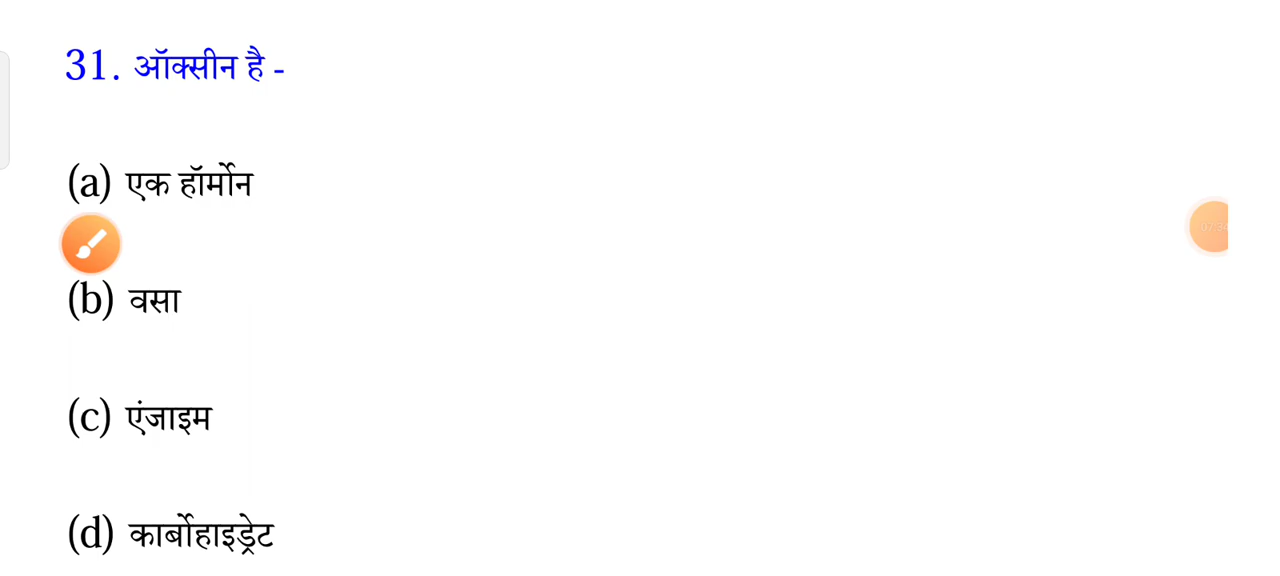 31. ऑक्सीन है -
(a) एक हॉर्मोन
(b) वसा
(c) एंजाइम
(d) कार्बोहाइड्रेट